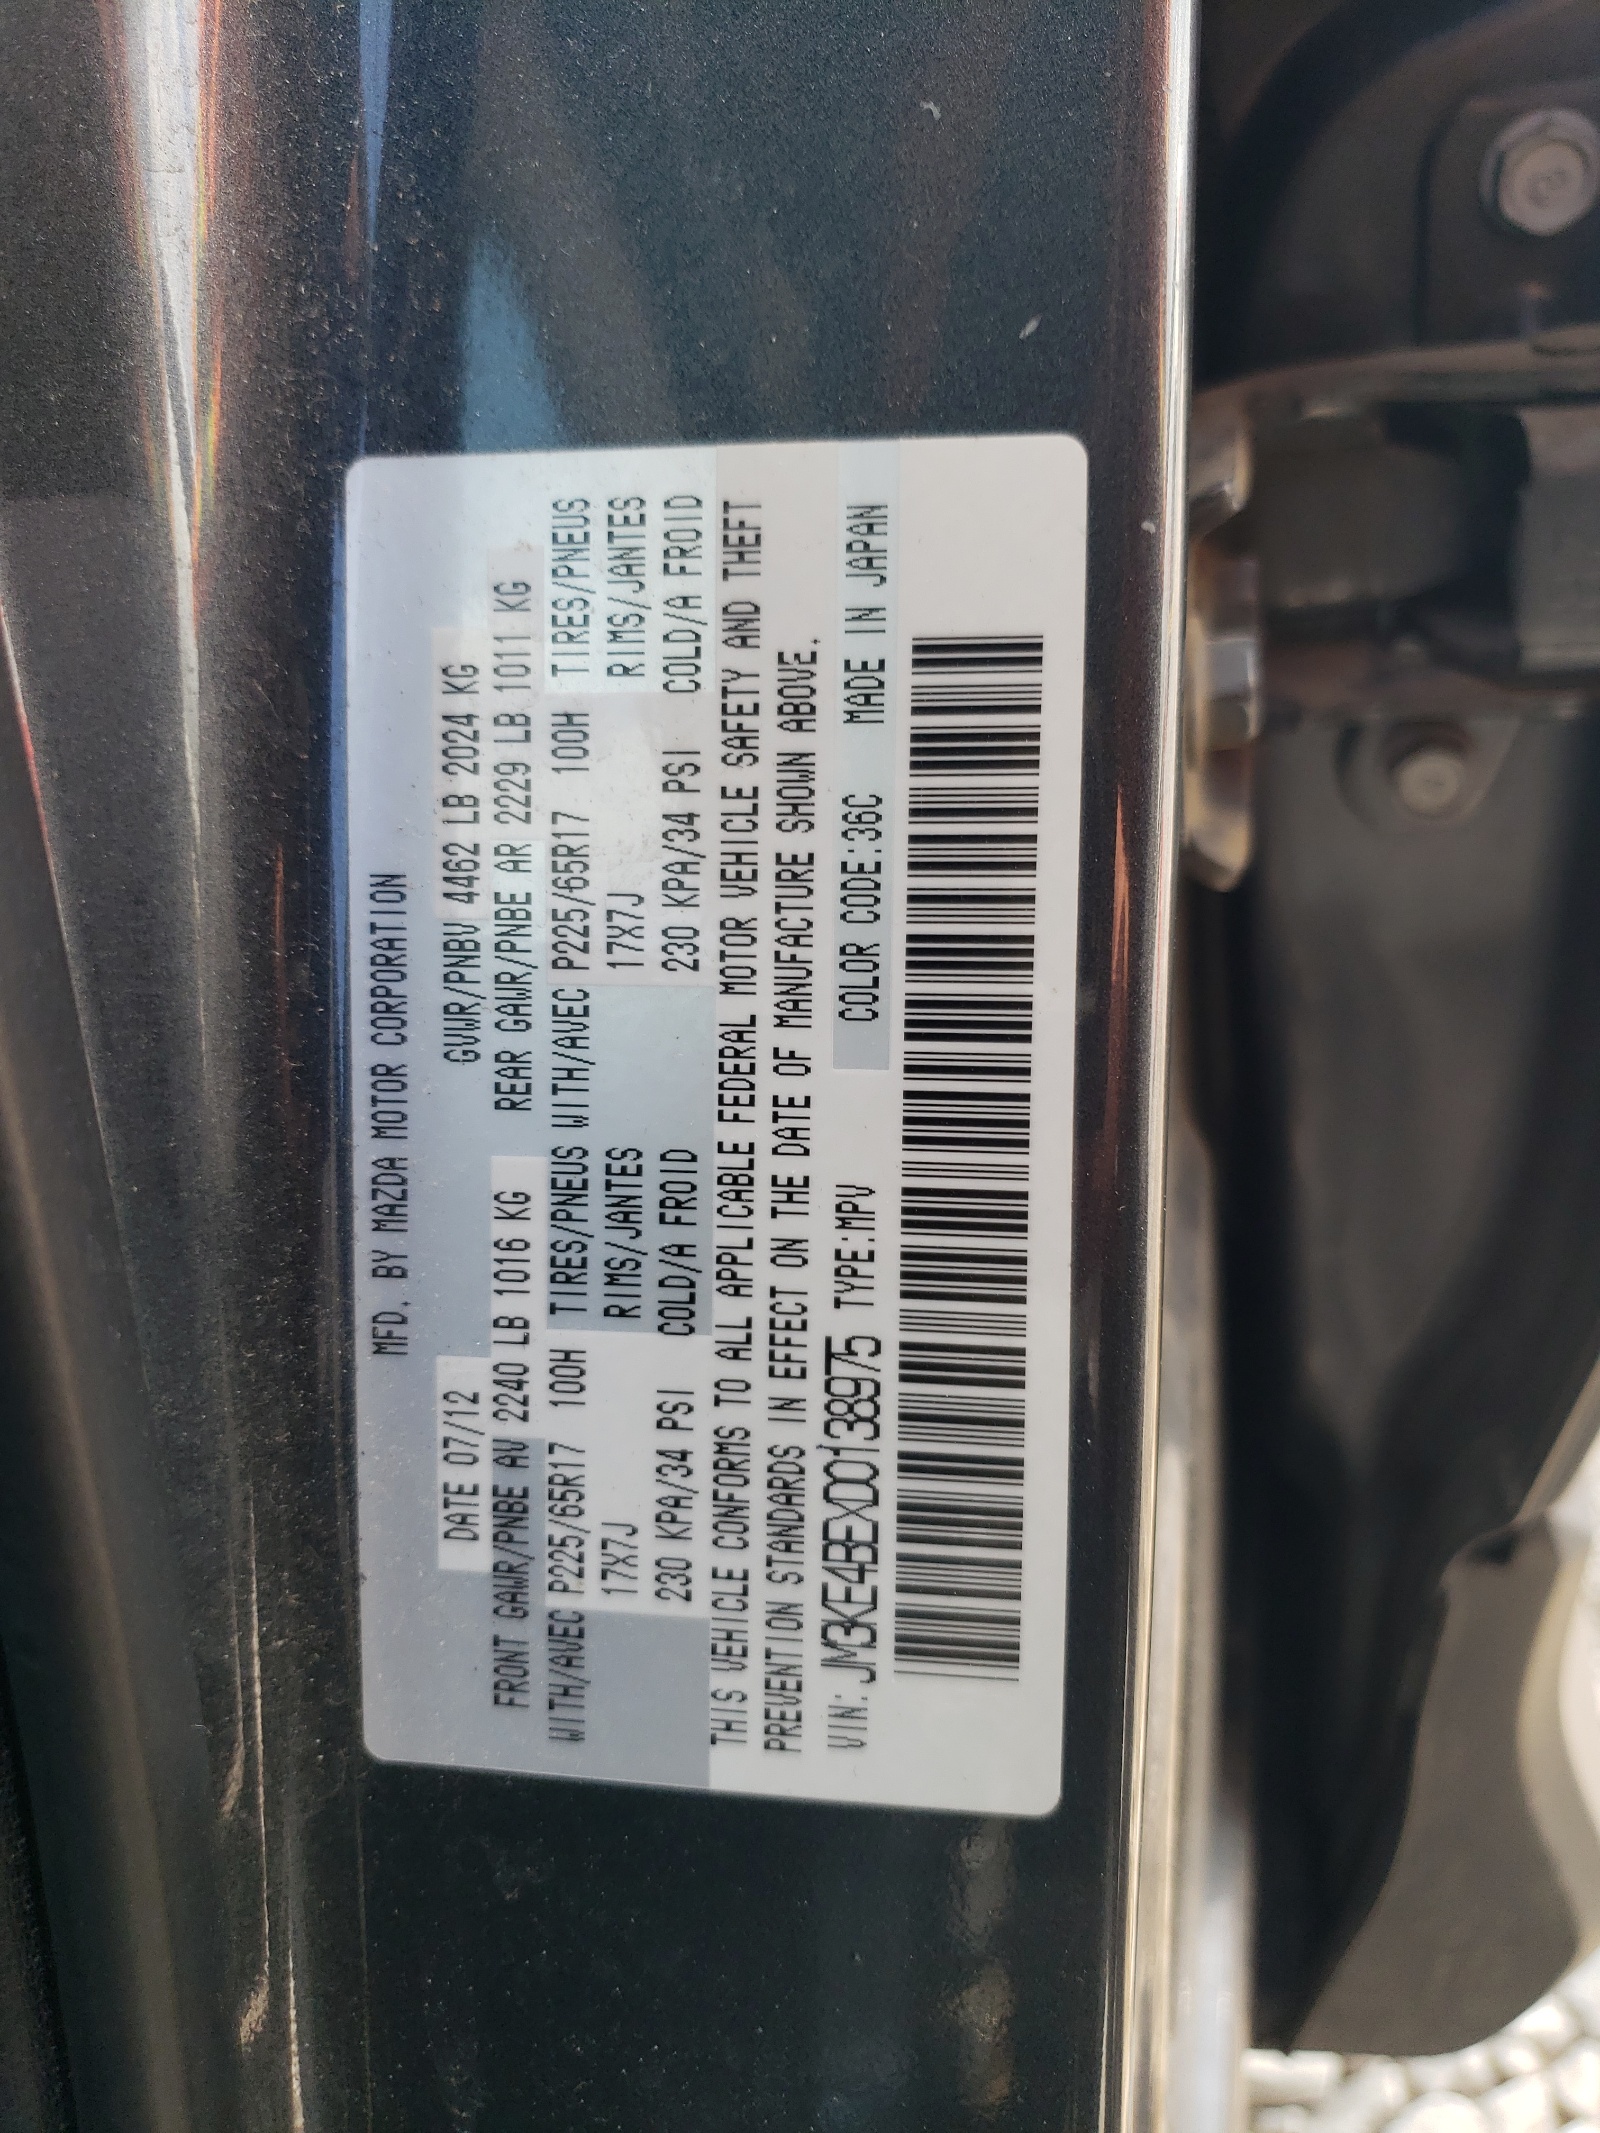 MFD. BY MAZDA MOTOR CORPORATION
DATE 07/12 GVWR/PNBV 4462 LB 2024 KG
FRONT GAWR/PNBE AV 2240 LB 1016 KG REAR GAWR/PNBE AR 2229 LB 1011 KG
WITH/AVEC P225/65R17 100H TIRES/PNEUS WITH/AVEC P225/65R17 100H TIRES/PNEUS
17X7J RIMS/JANTES 17X7J RIMS/JANTES
230 KPA/34 PSI COLD/A FROID 230 KPA/34 PSI COLD/A FROID
THIS VEHICLE CONFORMS TO ALL APPLICABLE FEDERAL MOTOR VEHICLE SAFETY AND THEFT
PREVENTION STANDARDS IN EFFECT ON THE DATE OF MANUFACTURE SHOWN ABOVE.
VIN: JM3KE4BEXD0138975 TYPE:MPV COLOR CODE:36C MADE IN JAPAN